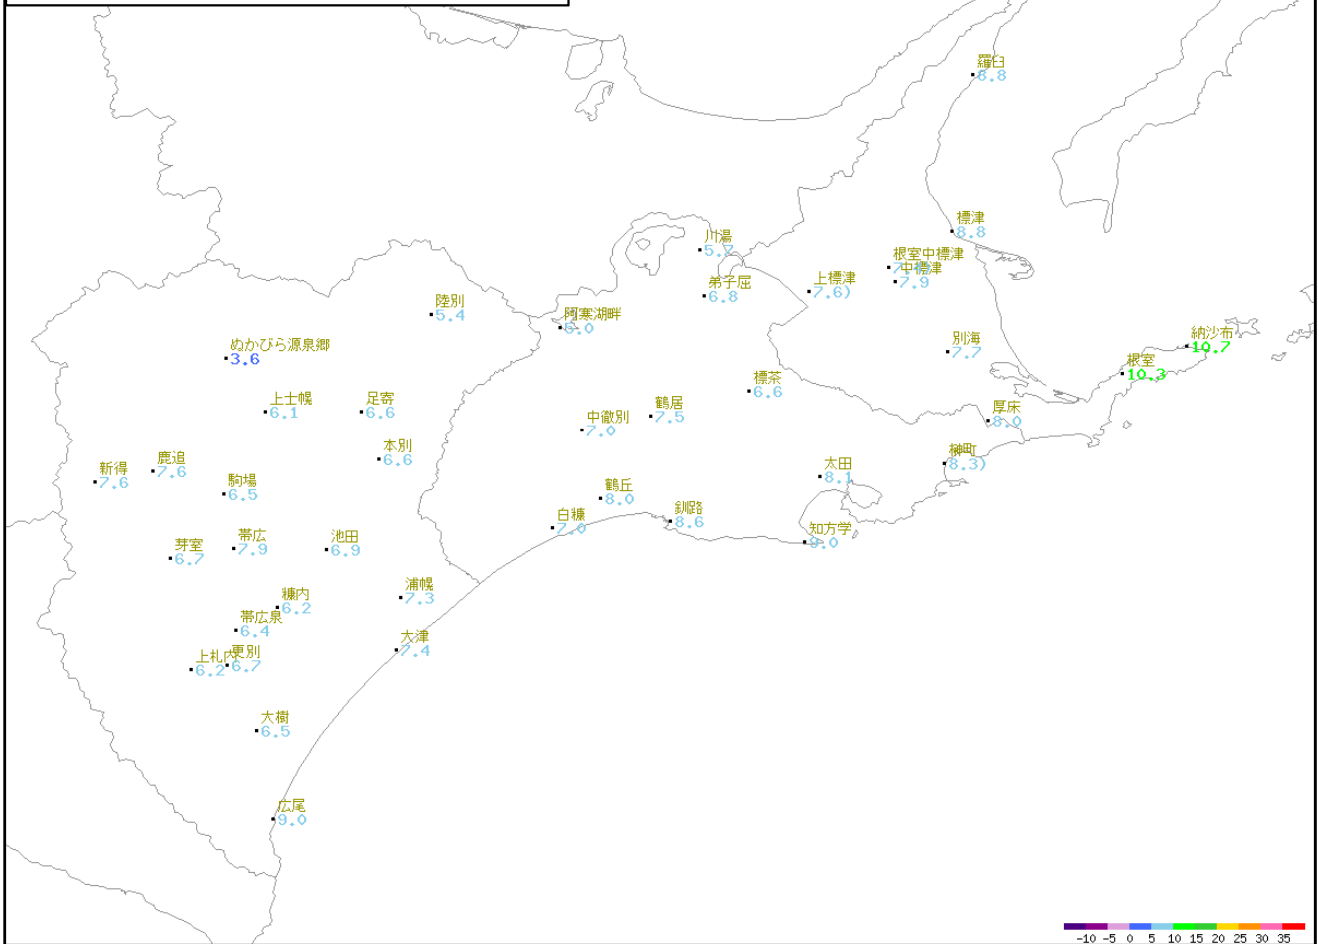 羅臼
8.8
標津
8.8
川湯
5.7
根室中標津
中標津
7.9
弟子屈
6.8
上標津
7.6)
陸別
5.4
阿寒湖畔
6.0
ぬかびら源泉郷
3.6
別海
7.7
納沙布
10.7
根室
10.3
標茶
6.6
上士幌
6.1
足寄
6.6
鶴居
7.5
中徹別
7.0
厚床
8.0
本別
6.6
榊町
8.3)
新得
7.6
鹿追
7.6
駒場
6.5
太田
8.1
鶴丘
8.0
白糠
7.0
釧路
8.6
知方学
9.0
芽室
6.7
帯広
7.9
池田
6.9
浦幌
7.3
糠内
6.2
帯広泉
6.4
大津
7.4
上札内
6.2
更別
6.7
大樹
6.5
広尾
9.0
-10 -5 0 5 10 15 20 25 30 35